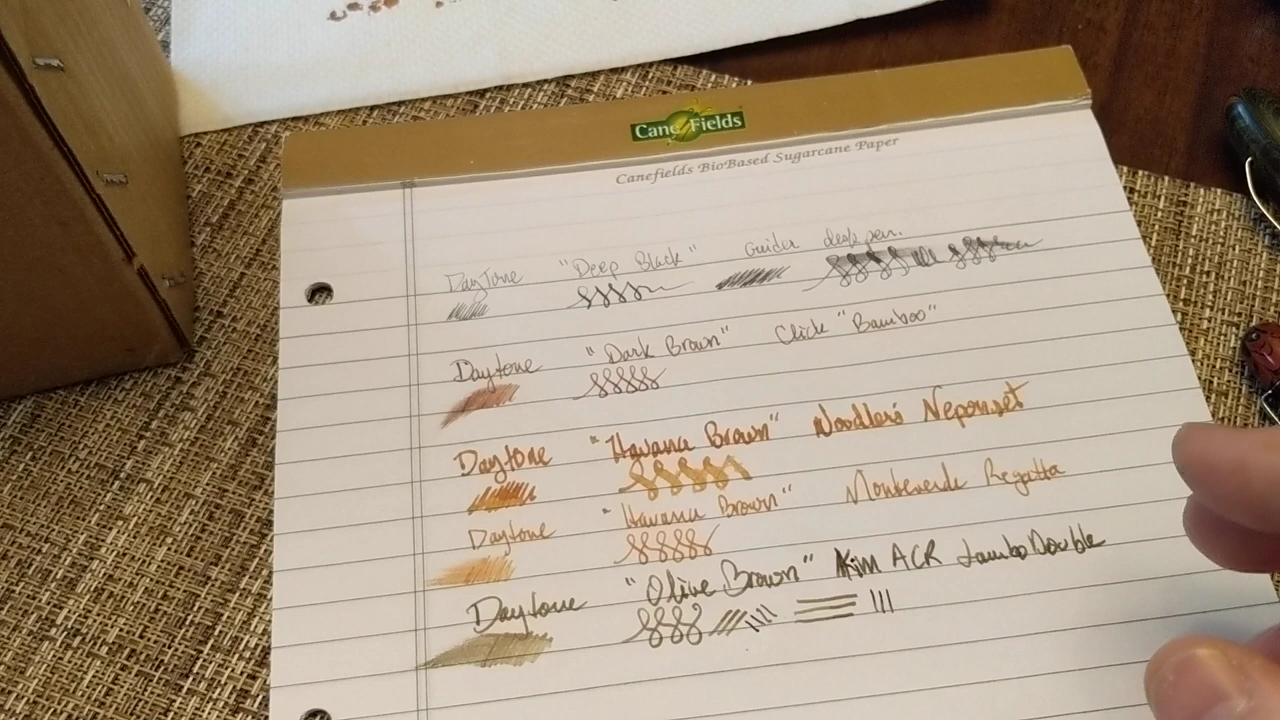 Cane Fields
Canefields BioBased Sugarcane Paper
DayTone "Deep Black" Guider desk pen.
Daytone "Dark Brown" Click "Bamboo"
Daytone "Havana Brown" Noodler's Neponset
Daytone "Havana Brown" Monteverde Regatta
Daytone "Olive Brown" Kim ACR Jumbo Double